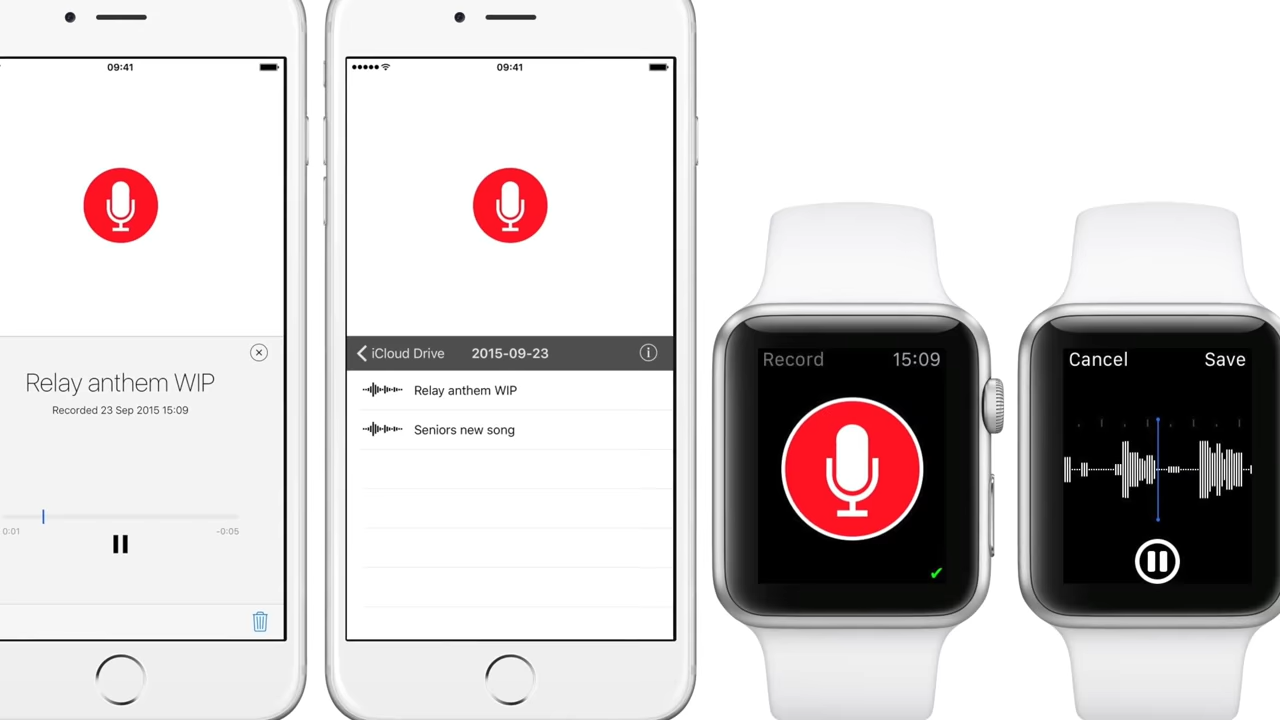 09:41
Relay anthem WIP
Recorded 23 Sep 2015 15:09
0:01
-0:05
09:41
iCloud Drive 2015-09-23
Relay anthem WIP
Seniors new song
Record 15:09
Cancel Save